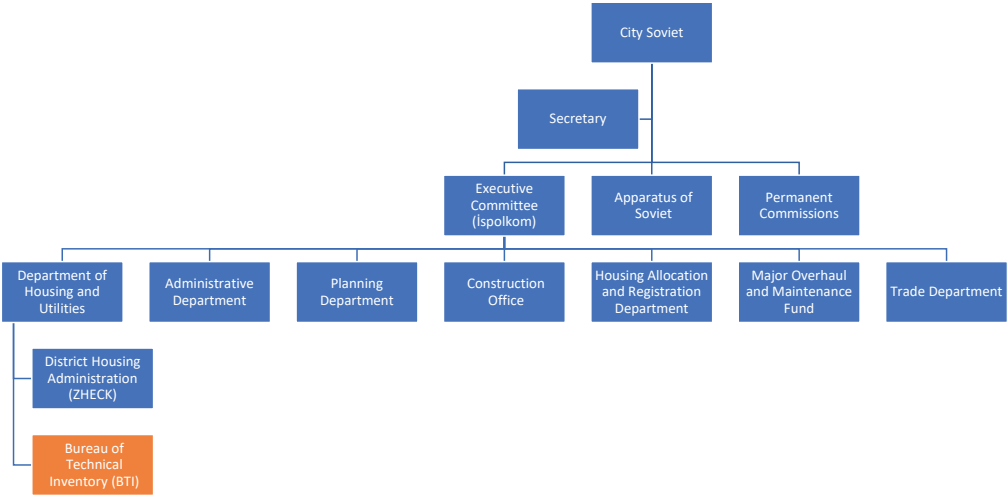 City Soviet
Secretary
Executive
Committee
(İspolkom)
Apparatus of
Soviet
Permanent
Commissions
Department of
Housing and
Utilities
Administrative
Department
Planning
Department
Construction
Office
Housing Allocation
and Registration
Department
Major Overhaul
and Maintenance
Fund
Trade Department
District Housing
Administration
(ZHECK)
Bureau of
Technical
Inventory (BTI)